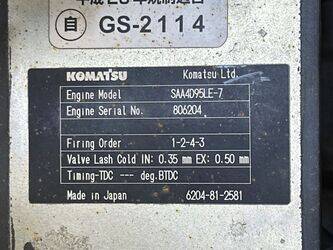 自 GS-2114
KOMATSU Komatsu Ltd.
Engine Model SAA4D95LE-7
Engine Serial No. 806204
Firing Order 1-2-4-3
Valve Lash Cold IN: 0.35 mm EX: 0.50 mm
Timing-TDC --- deg.BTDC
Made in Japan 6204-81-2581